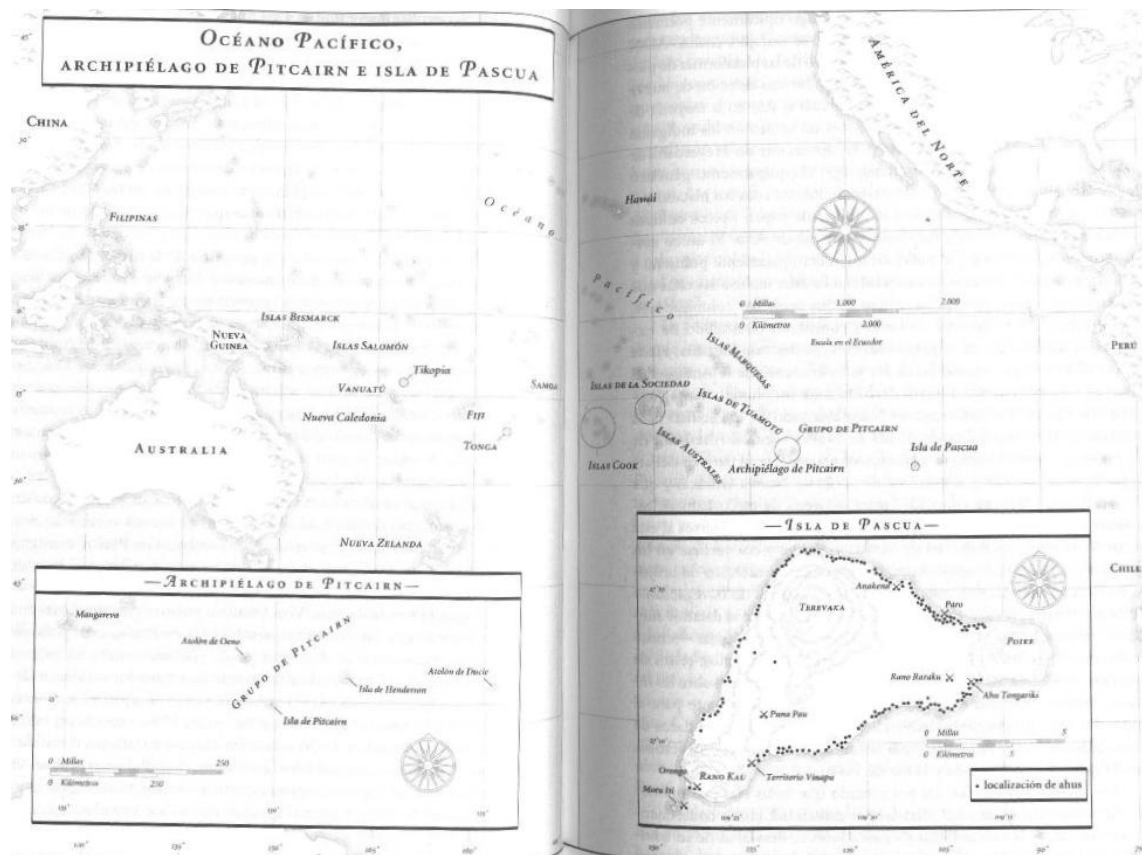 OCÉANO PACÍFICO,
ARCHIPIÉLAGO DE PITCAIRN E ISLA DE PASCUA
CHINA
FILIPINAS
Océano
ISLAS BISMARCK
NUEVA
GUINEA
ISLAS SALOMÓN
Tikopia
VANUATÚ
SAMOA
Nueva Caledonia
FIJI
TONGA
AUSTRALIA
NUEVA ZELANDA
—ARCHIPIÉLAGO DE PITCAIRN—
Mangareva
Atolón de Oeno
GRUPO DE PITCAIRN
Atolón de Ducie
Isla de Henderson
Isla de Pitcairn
0 Millas 250
0 Kilómetros 250
AMÉRICA DEL NORTE
Hawái
Pacífico
0 Millas 1.000 2.000
0 Kilómetros 2.000
Escala en el Ecuador
PERÚ
ISLAS MARQUESAS
ISLAS DE LA SOCIEDAD
ISLAS DE TUAMOTÚ
GRUPO DE PITCAIRN
Isla de Pascua
ISLAS AUSTRALES
Archipiélago de Pitcairn
ISLAS COOK
CHILE
—ISLA DE PASCUA—
Anakena
TEREVAKA
Paro
POIKE
Rano Raraku
Ahu Tongariki
Puna Pau
0 Millas 5
0 Kilómetros 5
Orongo
RANO KAU
Territorio Vinapu
Motu Iti
• localización de ahus